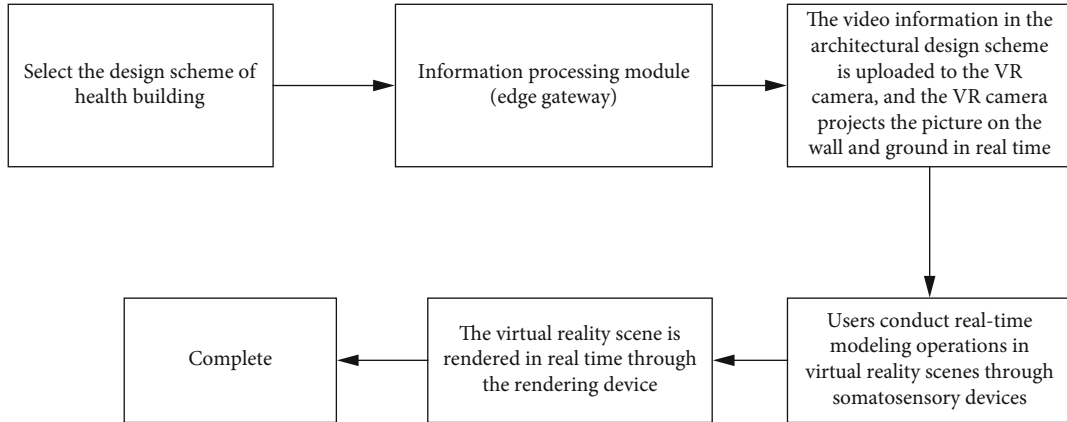 Select the design scheme of
health building
Information processing module
(edge gateway)
The video information in the
architectural design scheme
is uploaded to the VR
camera, and the VR camera
projects the picture on the
wall and ground in real time
Users conduct real-time
modeling operations in
virtual reality scenes through
somatosensory devices
The virtual reality scene is
rendered in real time through
the rendering device
Complete